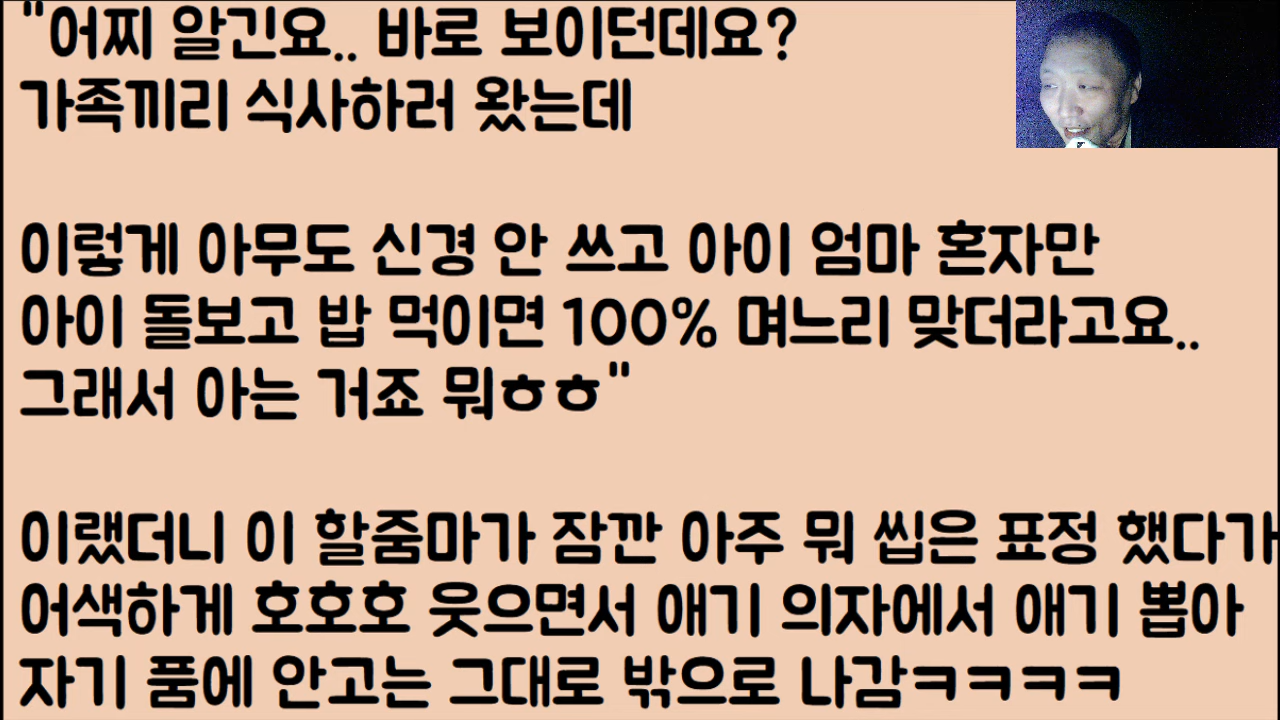 "어찌 알긴요.. 바로 보이던데요?
가족끼리 식사하러 왔는데
이렇게 아무도 신경 안 쓰고 아이 엄마 혼자만
아이 돌보고 밥 먹이면 100% 며느리 맞더라고요..
그래서 아는 거죠 뭐ㅎㅎ"
이랬더니 이 할줌마가 잠깐 아주 뭐 씹은 표정 했다가
어색하게 호호호 웃으면서 애기 의자에서 애기 뽑아
자기 품에 안고는 그대로 밖으로 나감ㅋㅋㅋㅋ